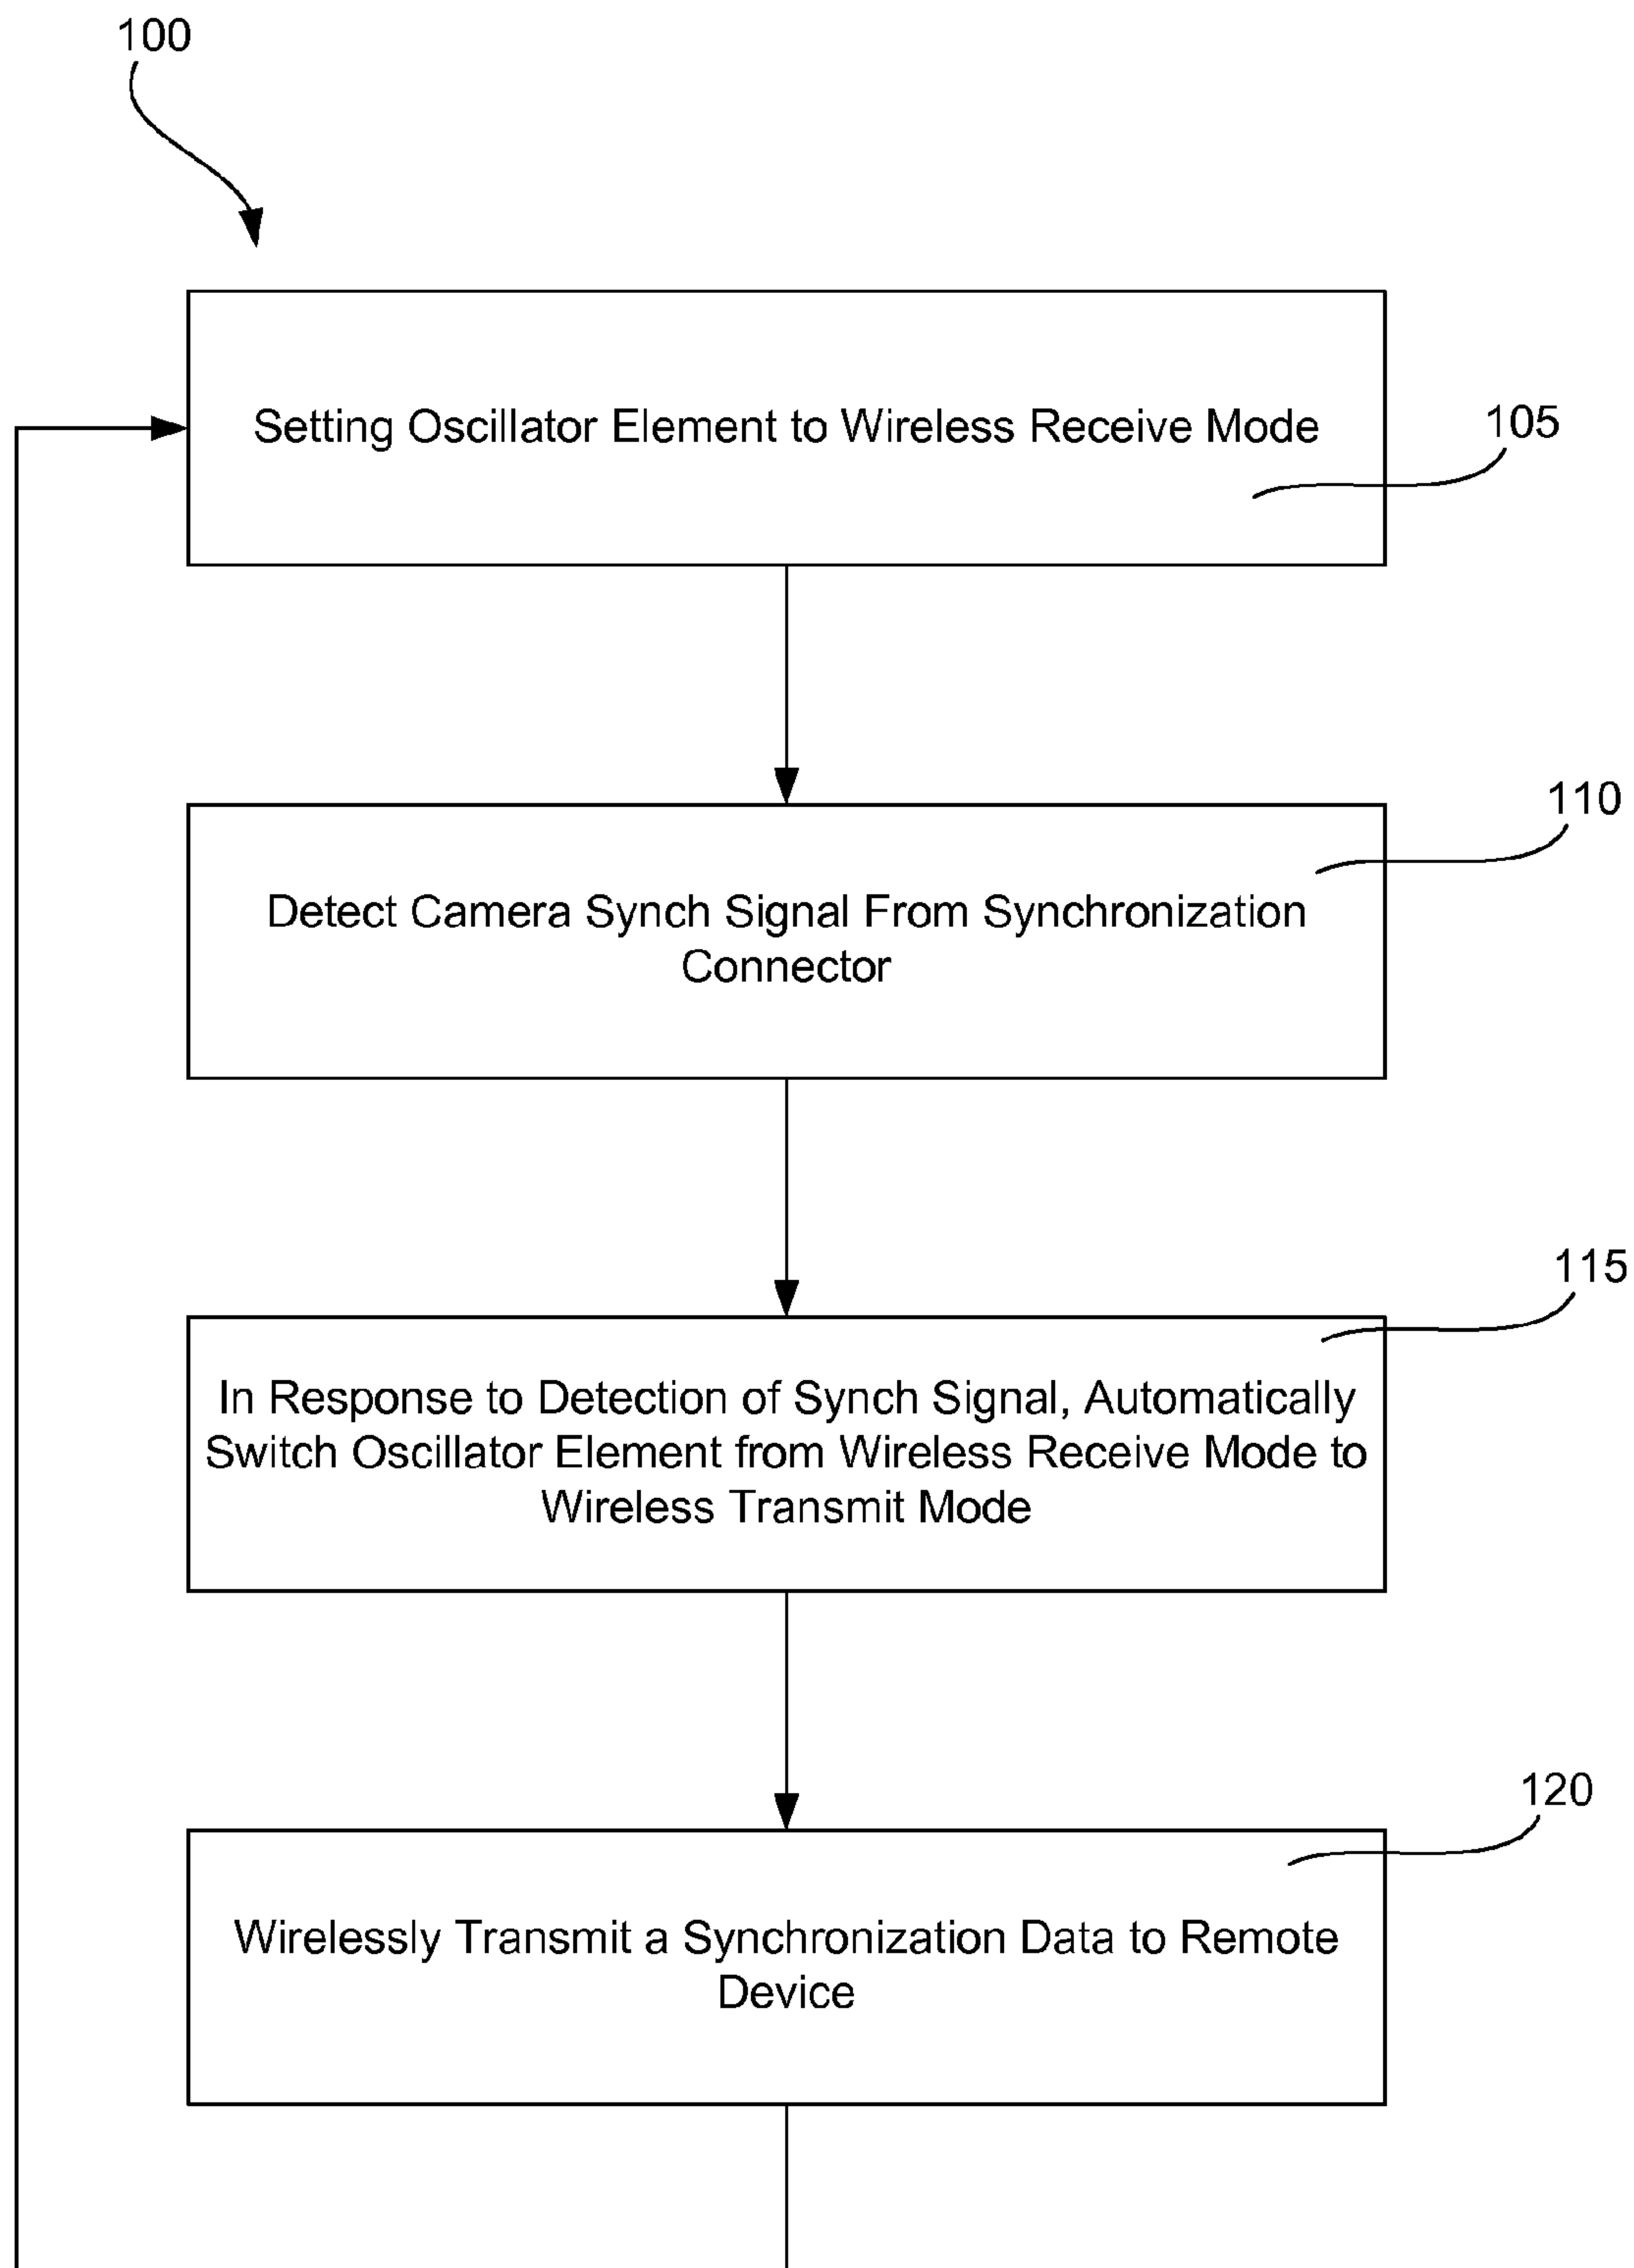 100
Setting Oscillator Element to Wireless Receive Mode
105
110
Detect Camera Synch Signal From Synchronization
Connector
115
In Response to Detection of Synch Signal, Automatically
Switch Oscillator Element from Wireless Receive Mode to
Wireless Transmit Mode
120
Wirelessly Transmit a Synchronization Data to Remote
Device